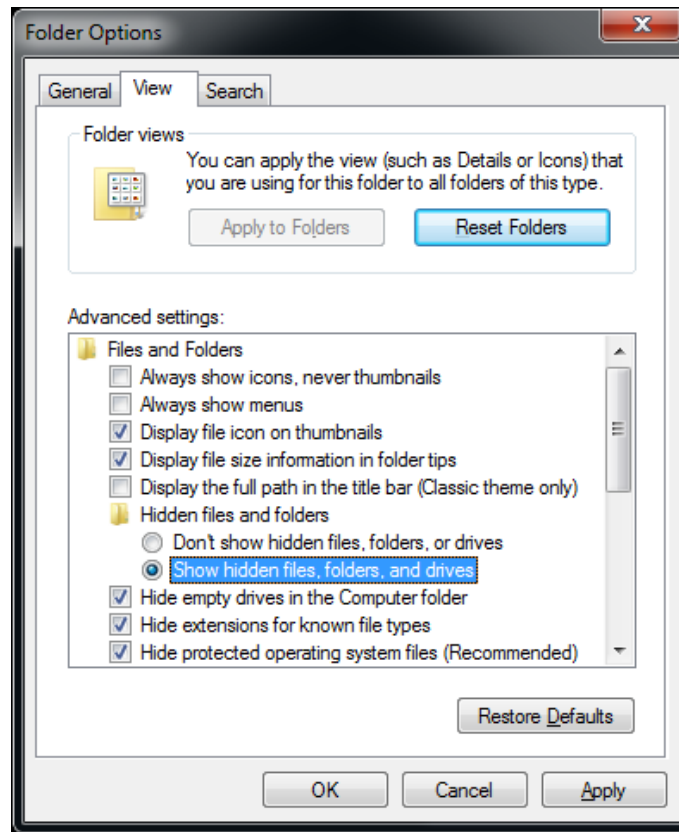 Folder Options
General View Search
Folder views
You can apply the view (such as Details or Icons) that
you are using for this folder to all folders of this type.
Apply to Folders Reset Folders
Advanced settings:
Files and Folders
Always show icons, never thumbnails
Always show menus
Display file icon on thumbnails
Display file size information in folder tips
Display the full path in the title bar (Classic theme only)
Hidden files and folders
Don't show hidden files, folders, or drives
Show hidden files, folders, and drives
Hide empty drives in the Computer folder
Hide extensions for known file types
Hide protected operating system files (Recommended)
Restore Defaults
OK Cancel Apply